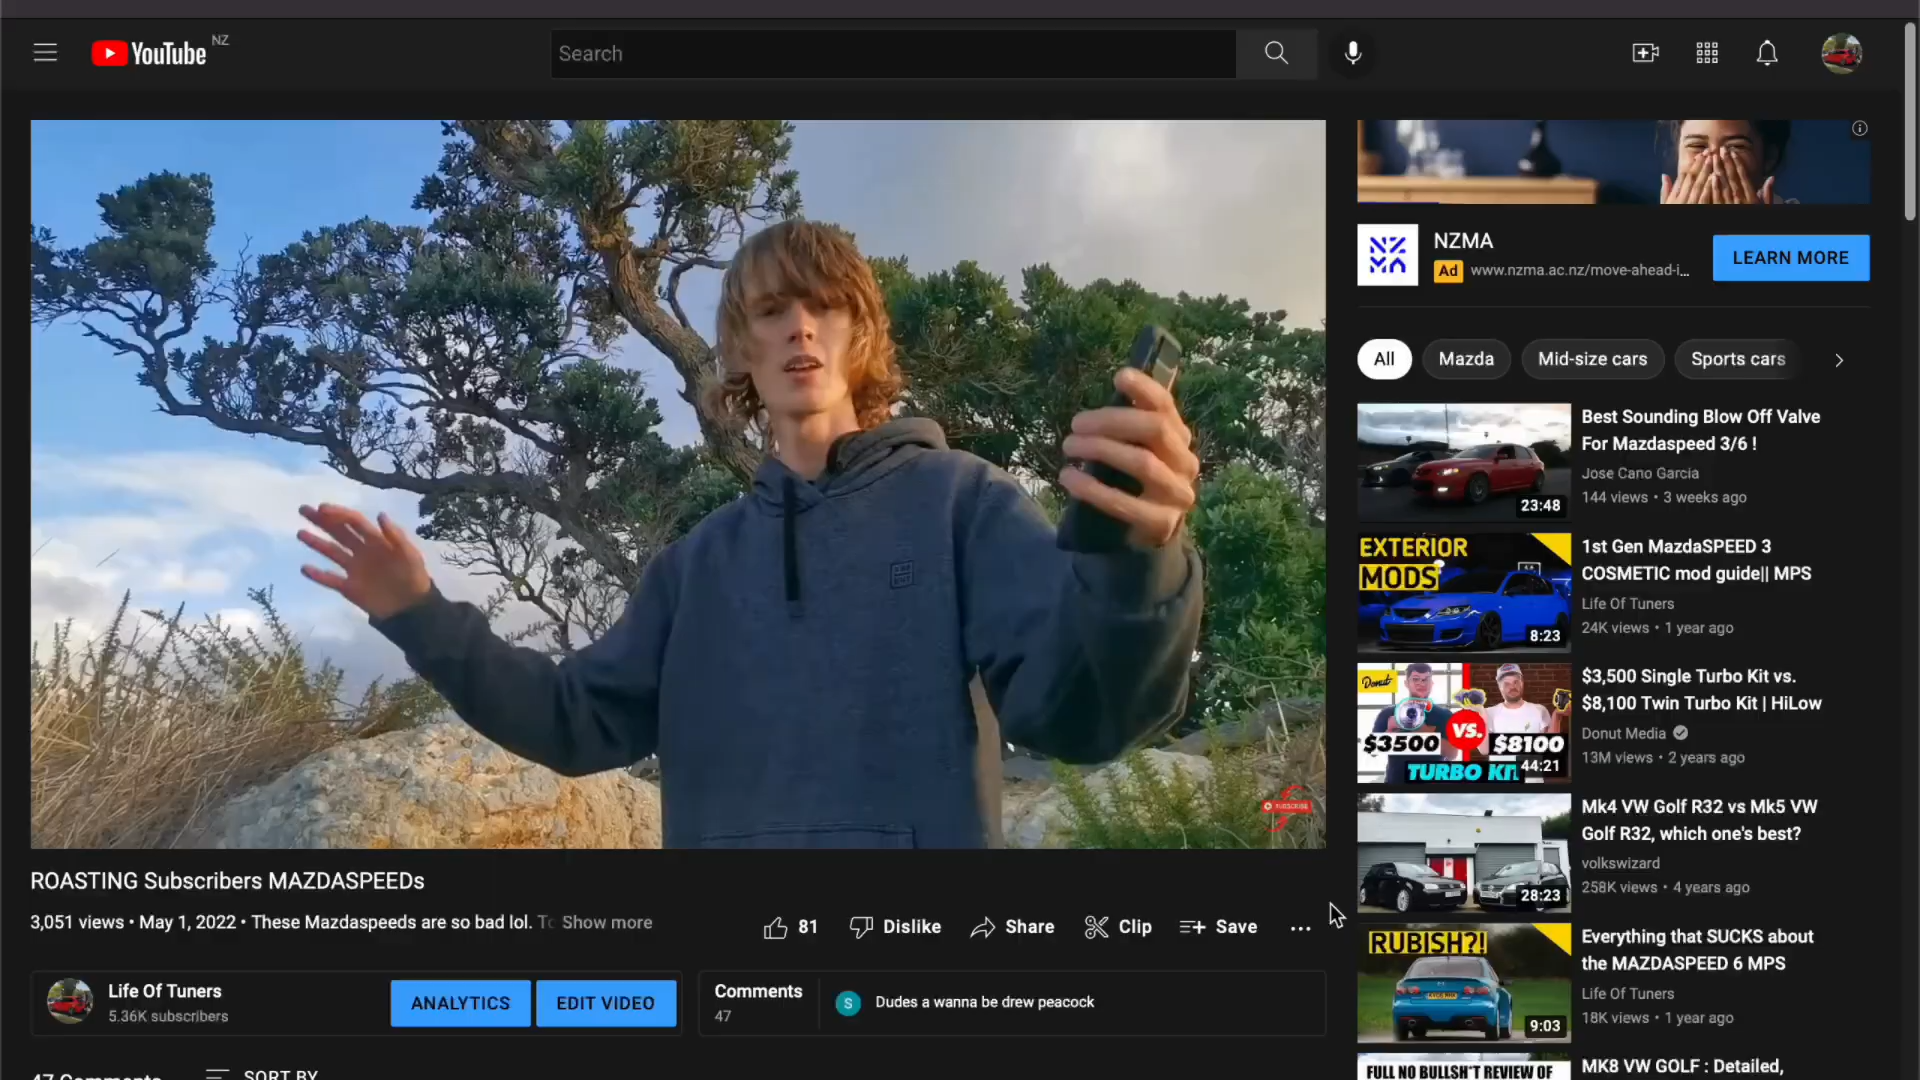 YouTube NZ
Search
NZMA
Ad www.nzma.ac.nz/move-ahead-i...
LEARN MORE
All
Mazda
Mid-size cars
Sports cars
SUBSCRIBE
ROASTING Subscribers MAZDASPEEDs
3,051 views • May 1, 2022 • These Mazdaspeeds are so bad lol. Show more
81
Dislike
Share
Clip
Save
Life Of Tuners
5.36K subscribers
ANALYTICS
EDIT VIDEO
Comments
47
S
Dudes a wanna be drew peacock
47 Comments
SORT BY
23:48
Best Sounding Blow Off Valve
For Mazdaspeed 3/6 !
Jose Cano Garcia
144 views • 3 weeks ago
EXTERIOR
MODS
8:23
1st Gen MazdaSPEED 3
COSMETIC mod guide|| MPS
Life Of Tuners
24K views • 1 year ago
Donut
$3500
VS.
$8100
TURBO KIT
44:21
$3,500 Single Turbo Kit vs.
$8,100 Twin Turbo Kit | HiLow
Donut Media
13M views • 2 years ago
28:23
Mk4 VW Golf R32 vs Mk5 VW
Golf R32, which one's best?
volkswizard
258K views • 4 years ago
RUBISH?!
9:03
Everything that SUCKS about
the MAZDASPEED 6 MPS
Life Of Tuners
18K views • 1 year ago
FULL NO BULLSH*T REVIEW OF
MK8 VW GOLF : Detailed,